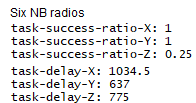 Six NB radios
task-success-ratio-X: 1
task-success-ratio-Y: 1
task-success-ratio-Z: 0.25
task-delay-X: 1034.5
task-delay-Y: 637
task-delay-Z: 775